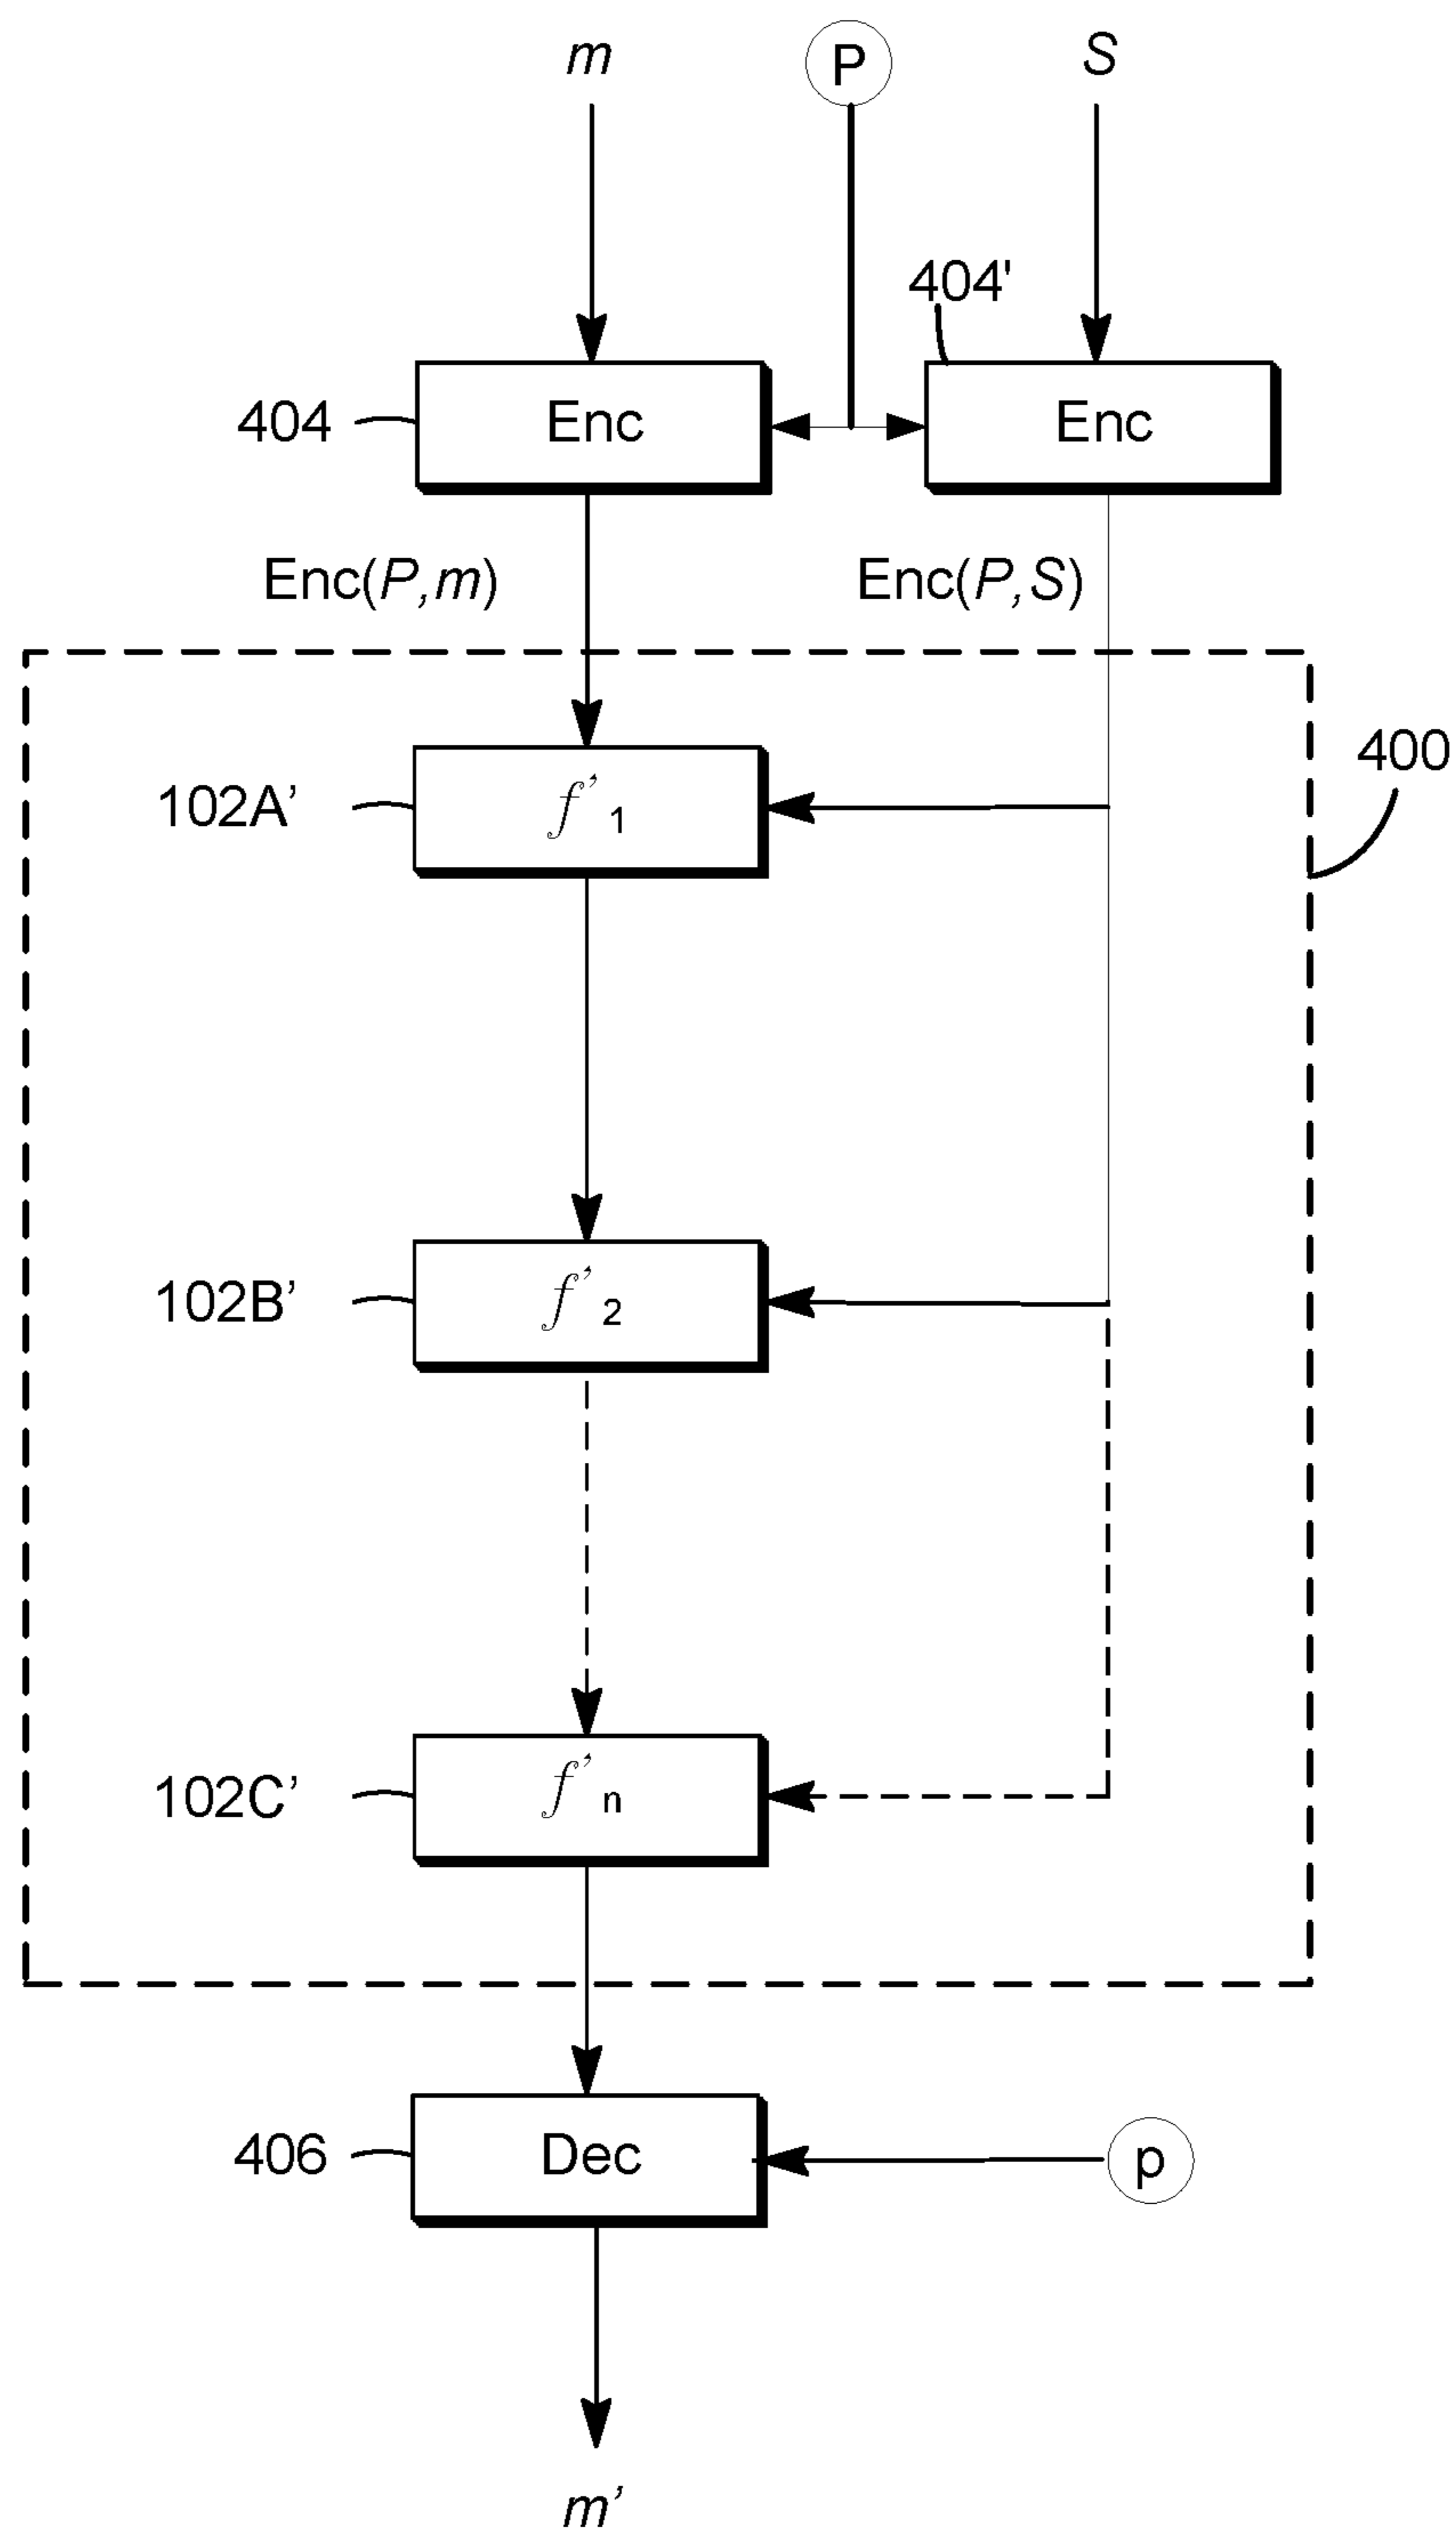 m
P
S
404'
404
Enc
Enc
Enc(P,m)
Enc(P,S)
400
102A’
f’1
102B’
f’2
102C’
f’n
406
Dec
p
m’